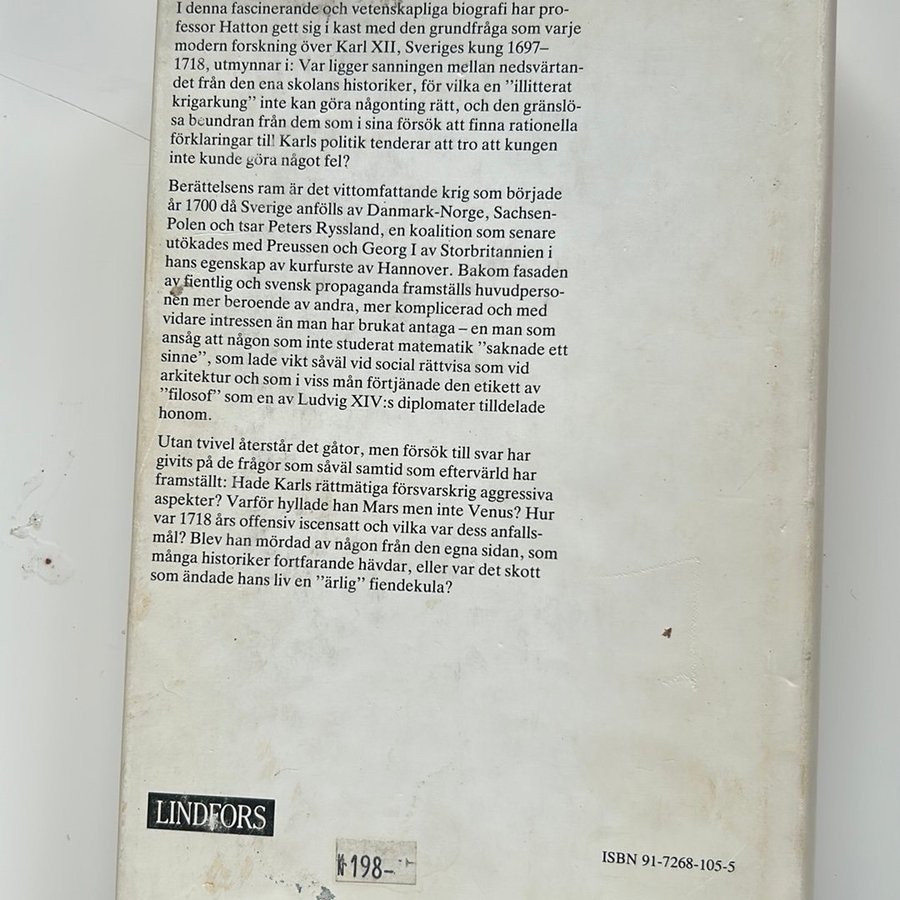 I denna fascinerande och vetenskapliga biografi har pro-
fessor Hatton gett sig i kast med den grundfråga som varje
modern forskning över Karl XII, Sveriges kung 1697–
1718, utmynnar i: Var ligger sanningen mellan nedsvärtan-
det från den ena skolans historiker, för vilka en ”illitterat
krigarkung” inte kan göra någonting rätt, och den gränslö-
sa beundran från dem som i sina försök att finna rationella
förklaringar till Karls politik tenderar att tro att kungen
inte kunde göra något fel?
Berättelsens ram är det vittomfattande krig som började
år 1700 då Sverige anfölls av Danmark-Norge, Sachsen-
Polen och tsar Peters Ryssland, en koalition som senare
utökades med Preussen och Georg I av Storbritannien i
hans egenskap av kurfurste av Hannover. Bakom fasaden
av fientlig och svensk propaganda framställs huvudperso-
nen mer beroende av andra, mer komplicerad och med
vidare intressen än man har brukat antaga – en man som
ansåg att någon som inte studerat matematik ”saknade ett
sinne”, som lade vikt såväl vid social rättvisa som vid
arkitektur och som i viss mån förtjänade den etikett av
”filosof” som en av Ludvig XIV:s diplomater tilldelade
honom.
Utan tvivel återstår det gåtor, men försök till svar har
givits på de frågor som såväl samtid som eftervärld har
framställt: Hade Karls rättmätiga försvarskrig aggressiva
aspekter? Varför hyllade han Mars men inte Venus? Hur
var 1718 års offensiv iscensatt och vilka var dess anfalls-
mål? Blev han mördad av någon från den egna sidan, som
många historiker fortfarande hävdar, eller var det skott
som ändade hans liv en ”ärlig” fiendekula?
LINDFORS
Kr 198-
ISBN 91-7268-105-5